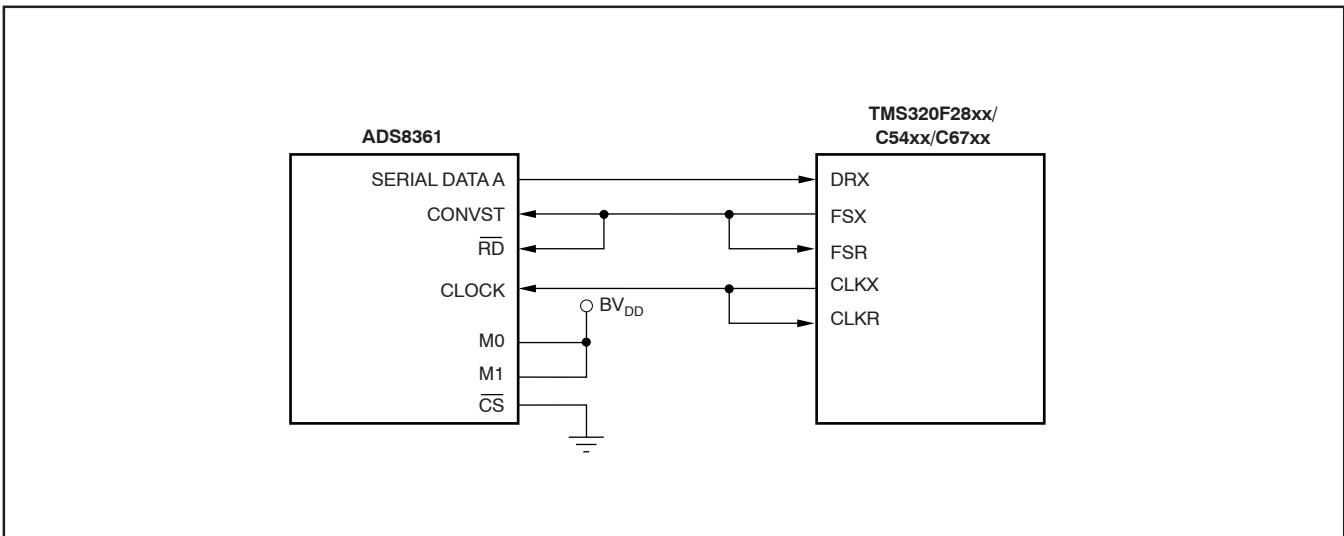 ADS8361
SERIAL DATA A
CONVST
RD
CLOCK
BVDD
M0
M1
CS
TMS320F28xx/
C54xx/C67xx
DRX
FSX
FSR
CLKX
CLKR